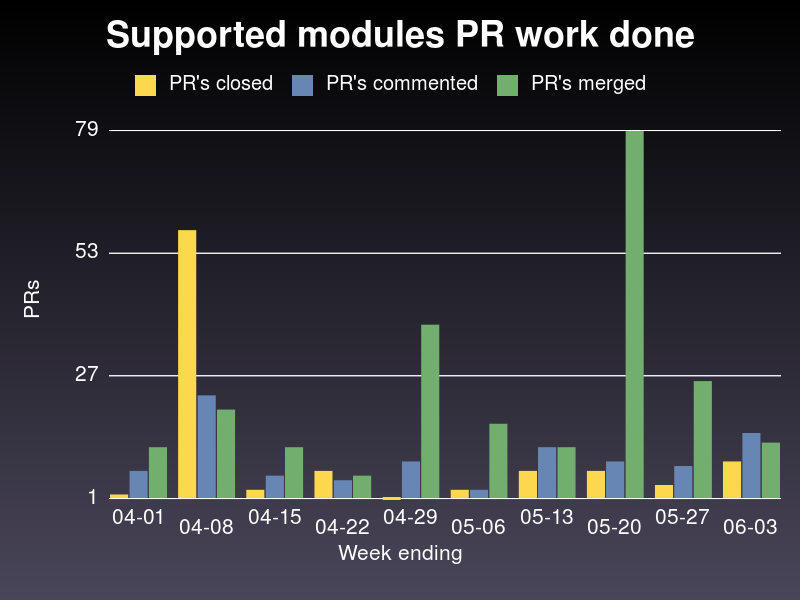 Supported modules PR work done
PR's closed PR's commented PR's merged
79
53
27
1
PRs
04-01 04-08 04-15 04-22 04-29 05-06 05-13 05-20 05-27 06-03
Week ending